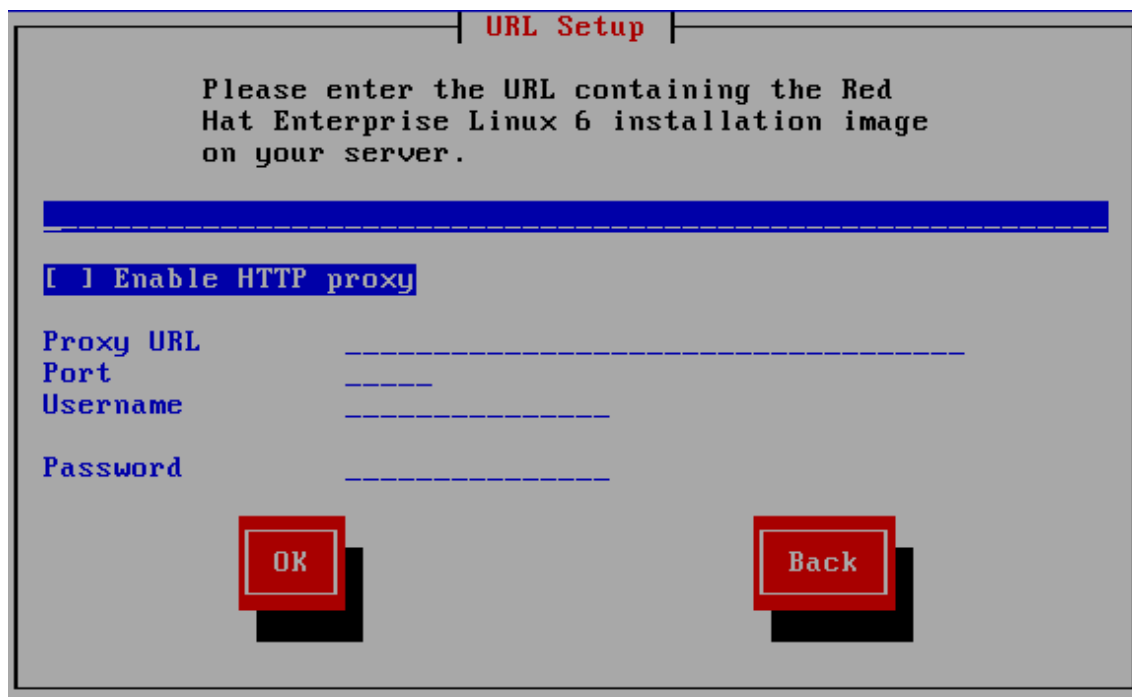 URL Setup
Please enter the URL containing the Red
Hat Enterprise Linux 6 installation image
on your server.
[ ] Enable HTTP proxy
Proxy URL
Port
Username
Password
OK
Back